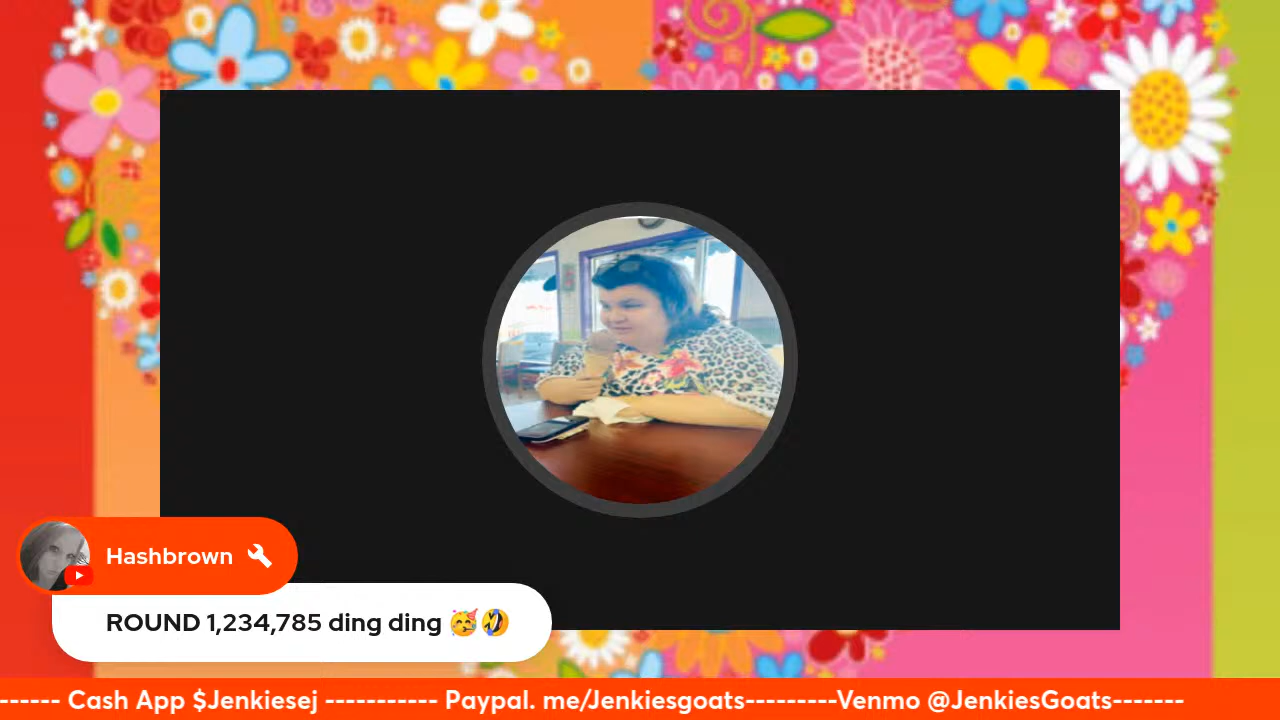 Hashbrown
ROUND 1,234,785 ding ding 🥳🤣
------ Cash App $Jenkiesej ----------- Paypal. me/Jenkiesgoats---------Venmo @JenkiesGoats-------